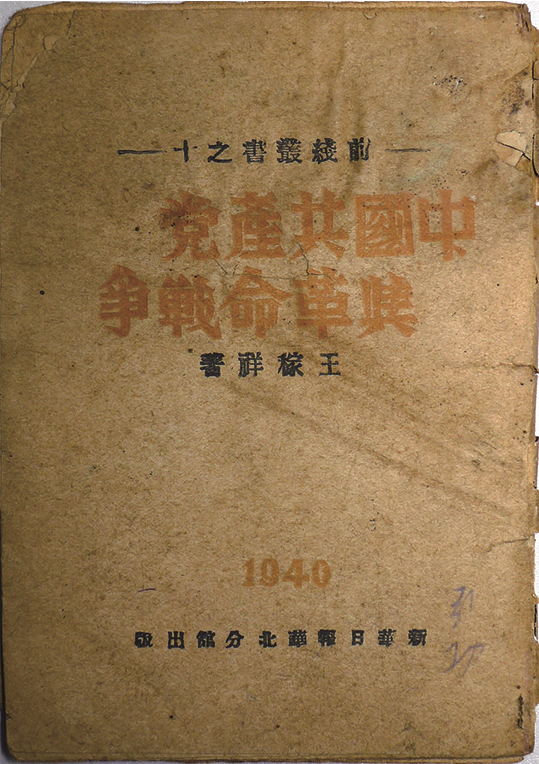 —前綫叢書之十—
中國共產党
與革命戰争
王稼祥著
1940
新華日報華北分館出版